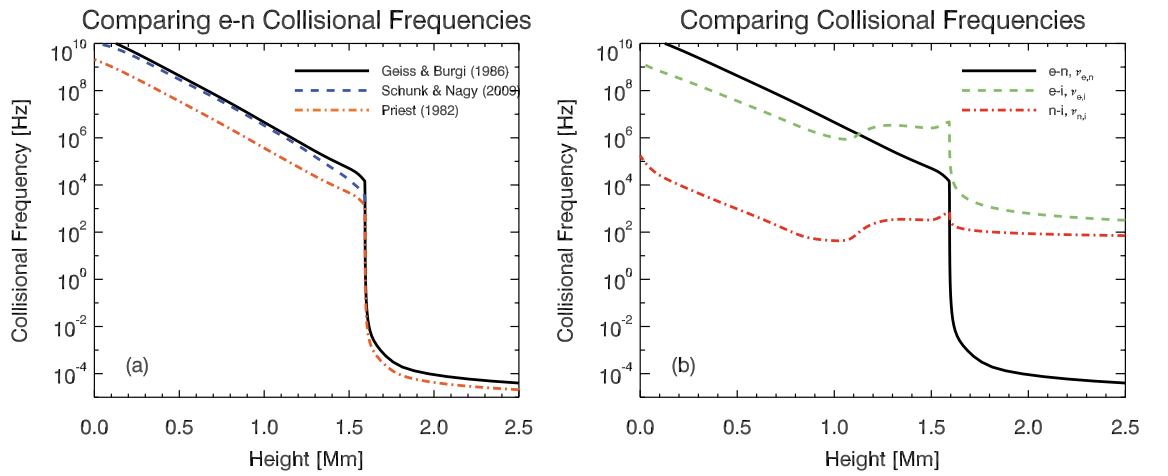 Comparing e-n Collisional Frequencies
Collisional Frequency [Hz]
10^10
10^8
10^6
10^4
10^2
10^0
10^-2
10^-4
Geiss & Burgi (1986)
Schunk & Nagy (2009)
Priest (1982)
(a)
0.0 0.5 1.0 1.5 2.0 2.5
Height [Mm]
Comparing Collisional Frequencies
Collisional Frequency [Hz]
10^10
10^8
10^6
10^4
10^2
10^0
10^-2
10^-4
e-n, ν_e,n
e-i, ν_e,i
n-i, ν_n,i
(b)
0.0 0.5 1.0 1.5 2.0 2.5
Height [Mm]